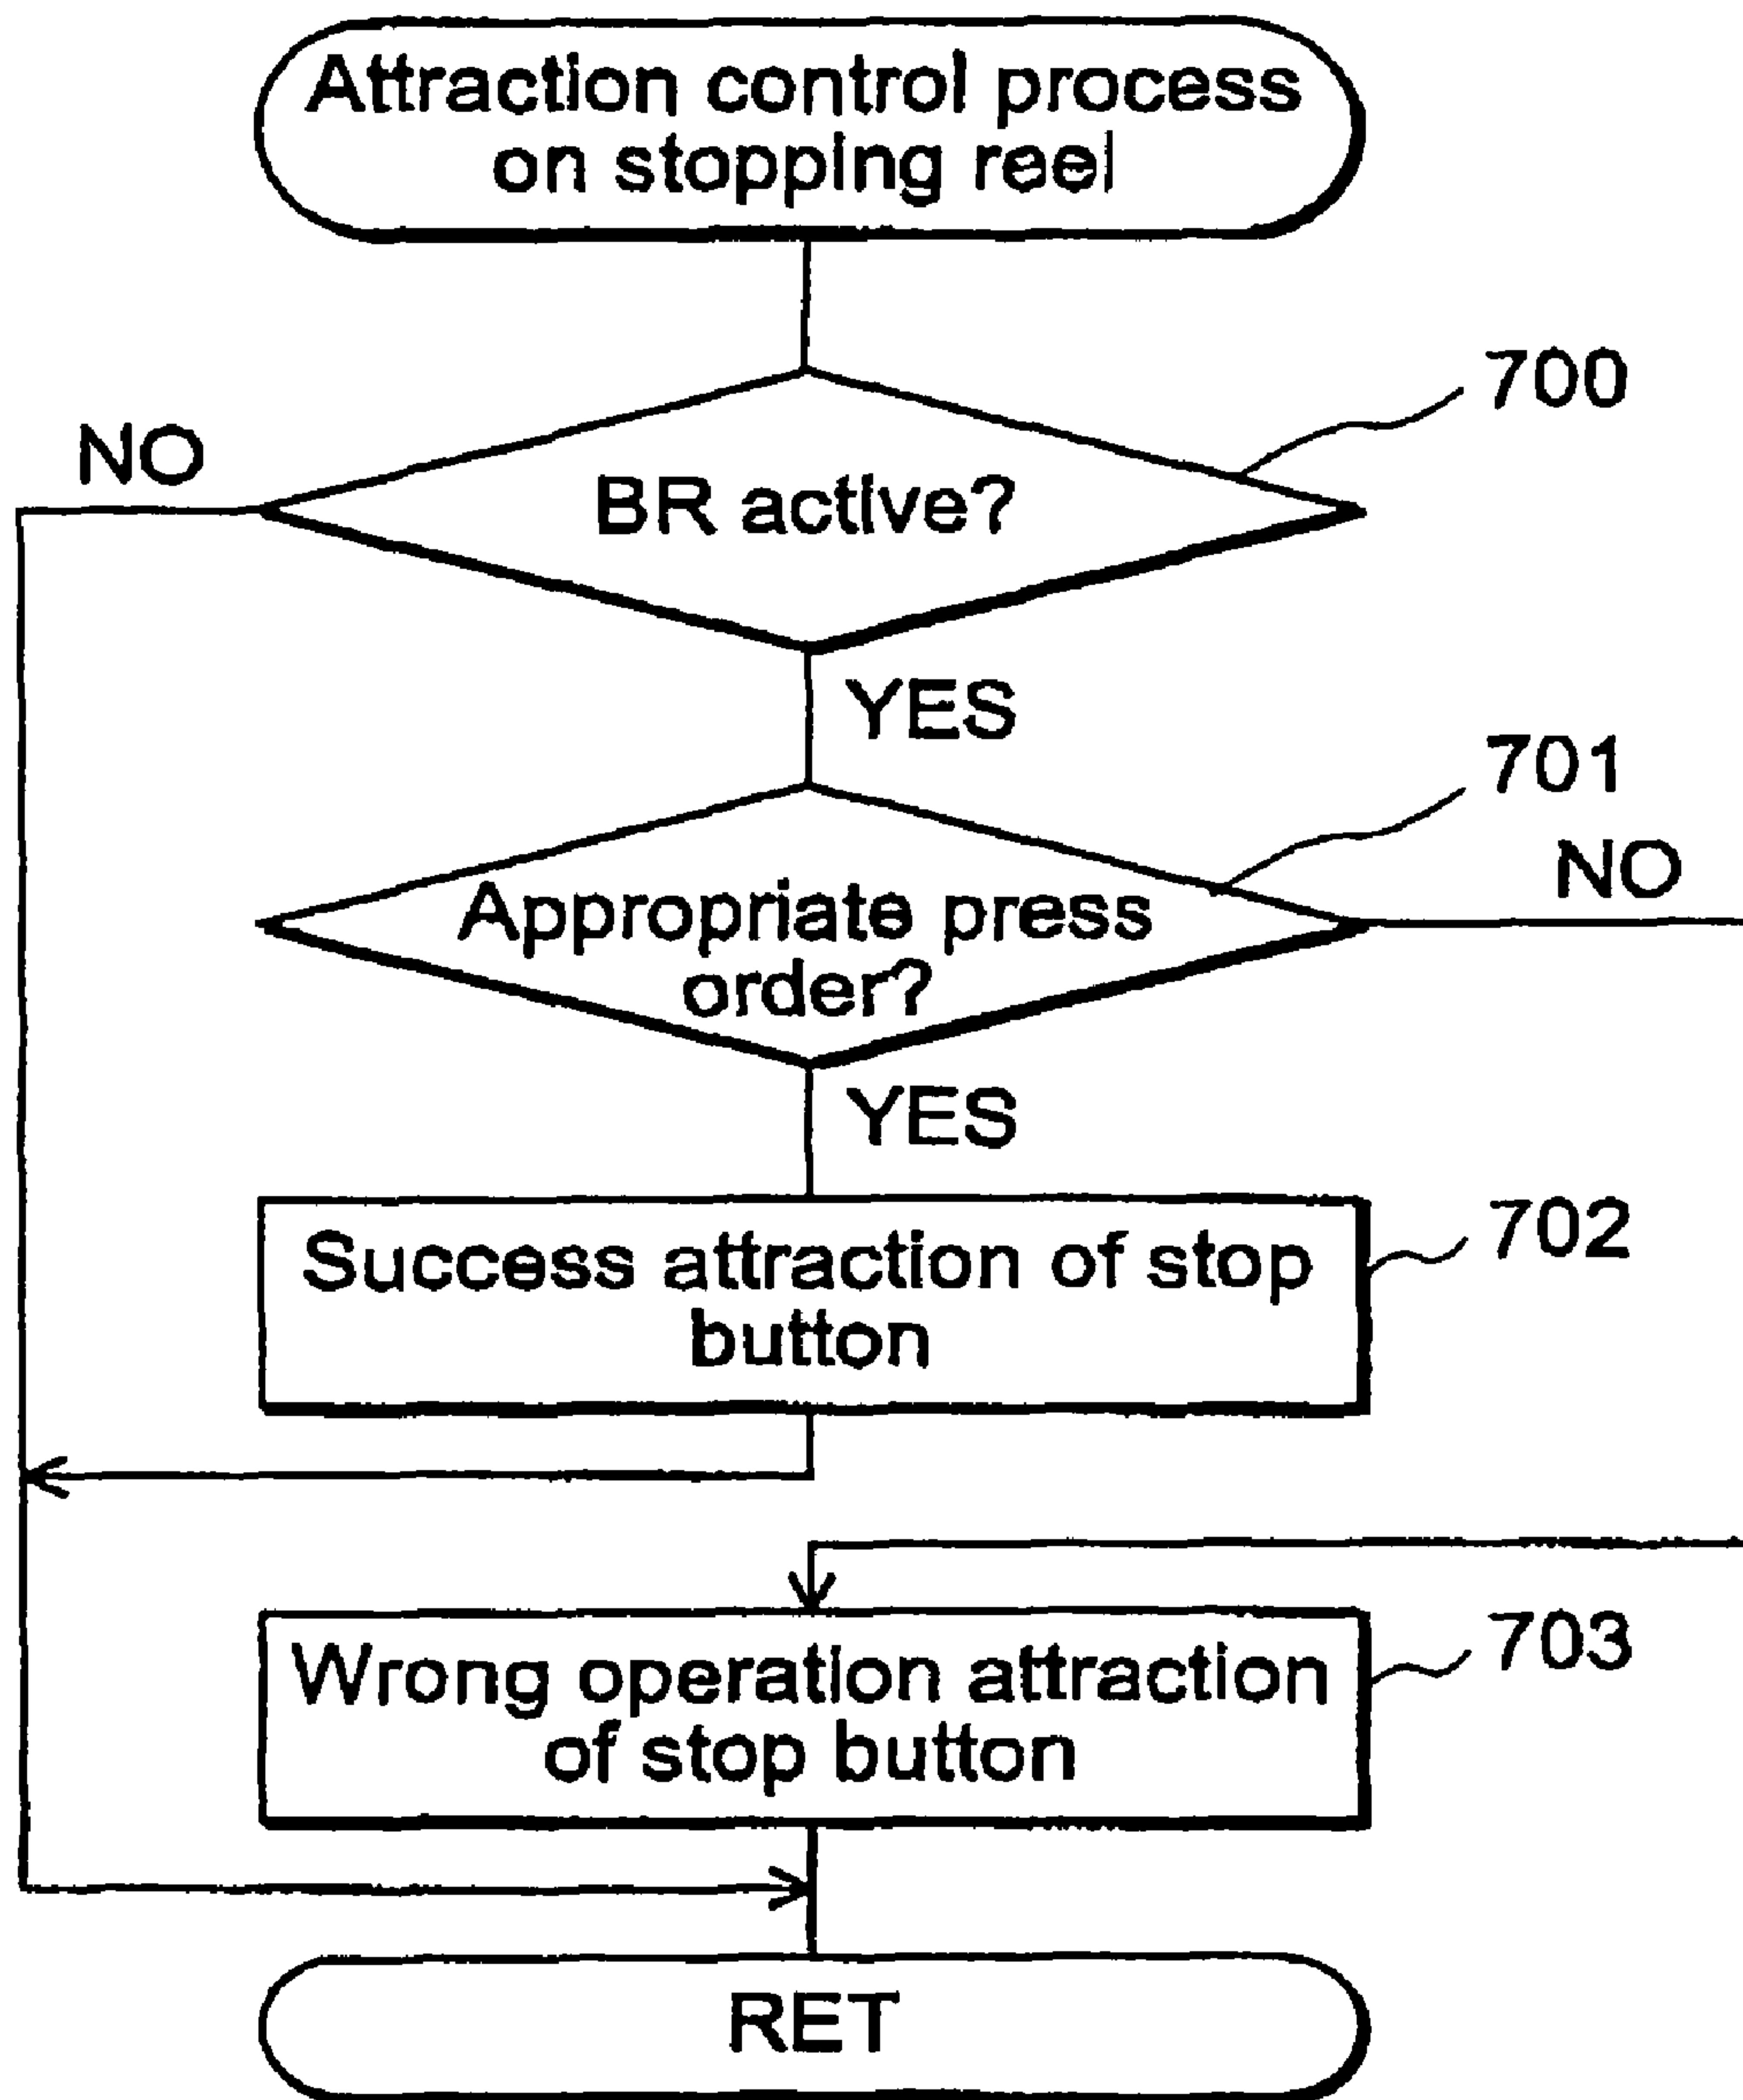 Attraction control process
on stopping reel
700
NO
BR active?
YES
701
NO
Appropriate press
order?
YES
702
Success attraction of stop
button
703
Wrong operation attraction
of stop button
RET